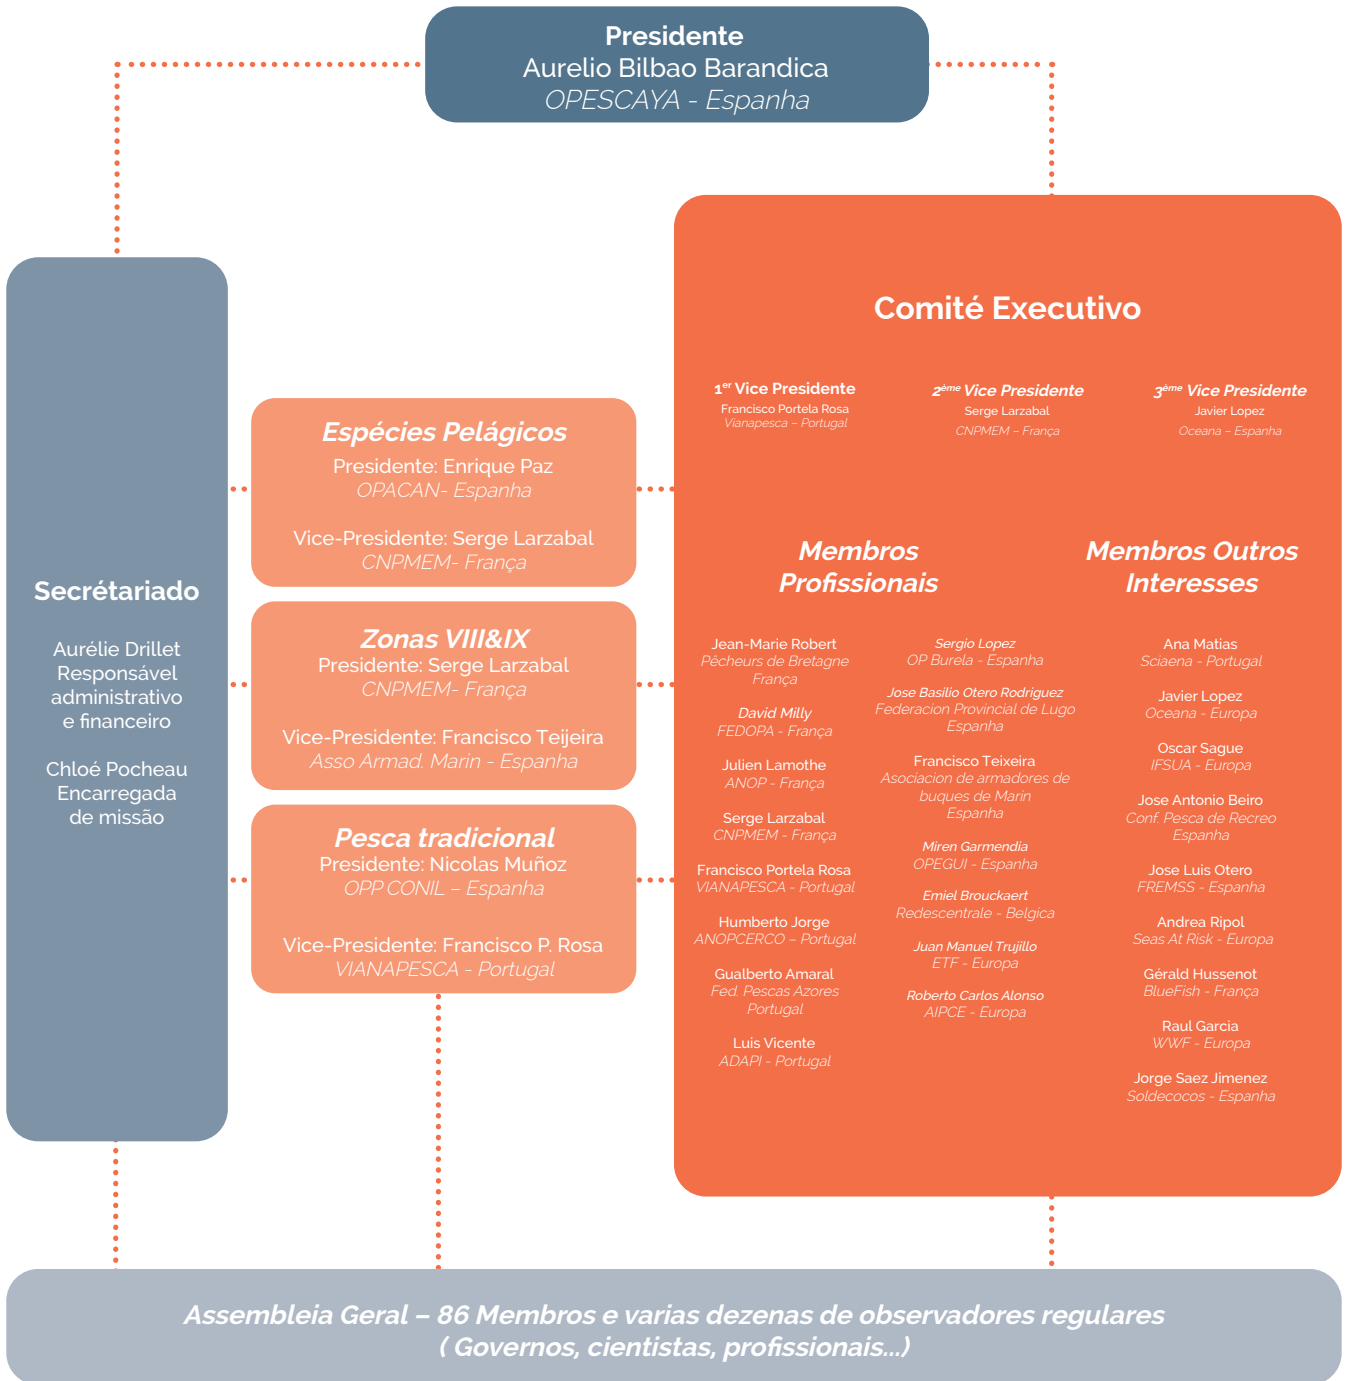 Presidente
Aurelio Bilbao Barandica
OPESCAYA - Espanha
Secrétariado
Aurélie Drillet
Responsável
administrativo
e financeiro
Chloé Pocheau
Encarregada
de missão
Espécies Pelágicos
Presidente: Enrique Paz
OPACAN- Espanha
Vice-Presidente: Serge Larzabal
CNPMEM- França
Zonas VIII&IX
Presidente: Serge Larzabal
CNPMEM- França
Vice-Presidente: Francisco Teijeira
Asso Armad. Marin - Espanha
Pesca tradicional
Presidente: Nicolas Muñoz
OPP CONIL – Espanha
Vice-Presidente: Francisco P. Rosa
VIANAPESCA - Portugal
Comité Executivo
1er Vice Presidente
Francisco Portela Rosa
Vianapesca – Portugal
2ème Vice Presidente
Serge Larzabal
CNPMEM – França
3ème Vice Presidente
Javier Lopez
Oceana – Espanha
Membros
Profissionais
Jean-Marie Robert
Pêcheurs de Bretagne
França
David Milly
FEDOPA - França
Julien Lamothe
ANOP - França
Serge Larzabal
CNPMEM - França
Francisco Portela Rosa
VIANAPESCA - Portugal
Humberto Jorge
ANOPCERCO – Portugal
Gualberto Amaral
Fed. Pescas Azores
Portugal
Luis Vicente
ADAPI - Portugal
Sergio Lopez
OP Burela - Espanha
Jose Basilio Otero Rodriguez
Federacion Provincial de Lugo
Espanha
Francisco Teixeira
Asociacion de armadores de
buques de Marin
Espanha
Miren Garmendia
OPEGUI - Espanha
Emiel Brouckaert
Redescentrale - Belgica
Juan Manuel Trujillo
ETF - Europa
Roberto Carlos Alonso
AIPCE - Europa
Membros Outros
Interesses
Ana Matias
Sciaena - Portugal
Javier Lopez
Oceana - Europa
Oscar Sague
IFSUA - Europa
Jose Antonio Beiro
Conf. Pesca de Recreo
Espanha
Jose Luis Otero
FREMSS - Espanha
Andrea Ripol
Seas At Risk - Europa
Gérald Hussenot
BlueFish - França
Raul Garcia
WWF - Europa
Jorge Saez Jimenez
Soldecocos - Espanha
Assembleia Geral – 86 Membros e varias dezenas de observadores regulares
( Governos, cientistas, profissionais...)